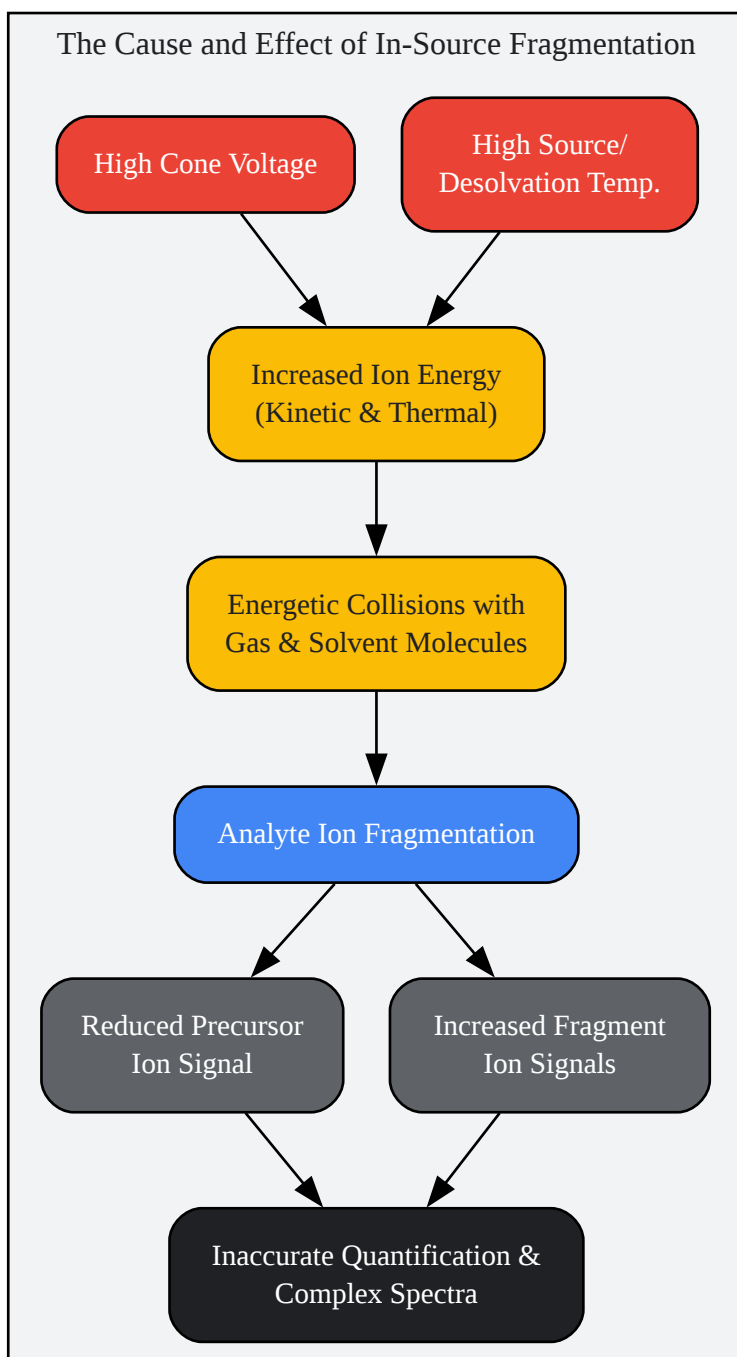 The Cause and Effect of In-Source Fragmentation
High Cone Voltage
High Source/
Desolvation Temp.
Increased Ion Energy
(Kinetic & Thermal)
Energetic Collisions with
Gas & Solvent Molecules
Analyte Ion Fragmentation
Reduced Precursor
Ion Signal
Increased Fragment
Ion Signals
Inaccurate Quantification &
Complex Spectra